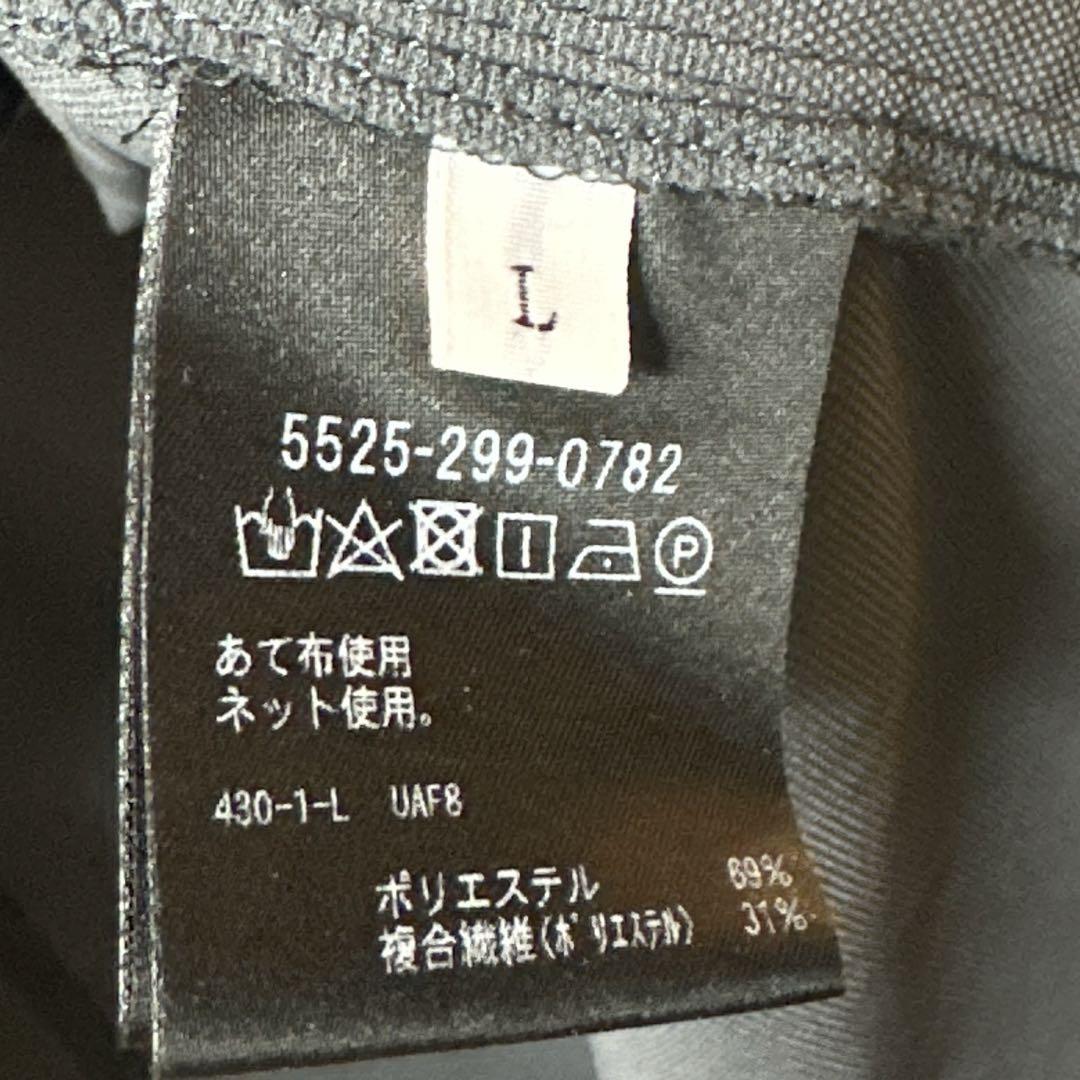 L
5525-299-0782
P
あて布使用
ネット使用。
430-1-L UAF8
ポリエステル 69%
複合繊維(ポリエステル) 31%